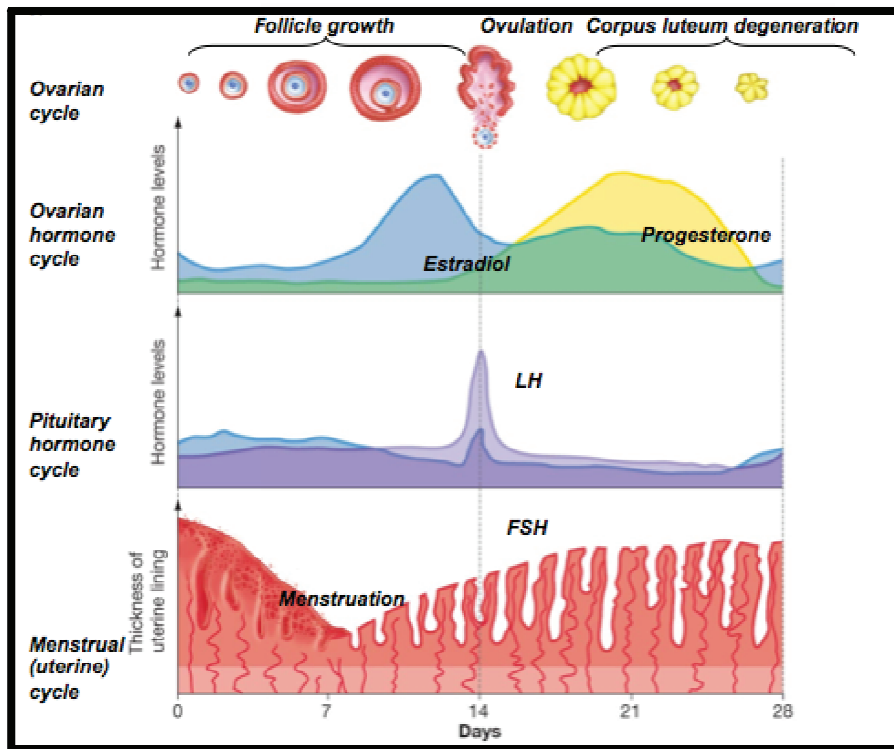 Follicle growth Ovulation Corpus luteum degeneration
Ovarian
cycle
Hormone levels
Ovarian
hormone
cycle
Estradiol
Progesterone
Hormone levels
LH
Pituitary
hormone
cycle
FSH
Thickness of
uterine lining
Menstruation
Menstrual
(uterine)
cycle
0 7 14 21 28
Days